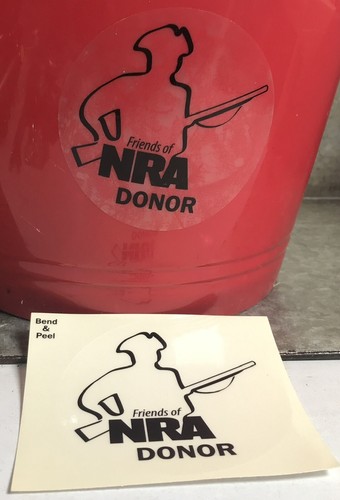 Friends of
NRA
DONOR
Bend
&
Peel
Friends of
NRA
DONOR